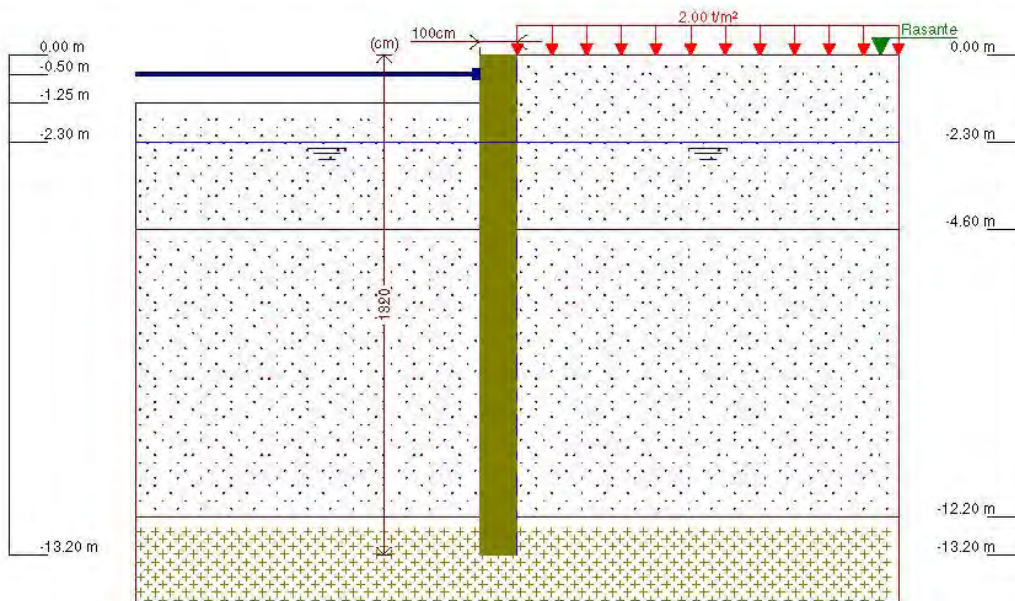 2.00 t/m²
Rasante
100cm
(cm)
0.00 m
-0.50 m
-1.25 m
-2.30 m
-13.20 m
1320
0.00 m
-2.30 m
-4.60 m
-12.20 m
-13.20 m